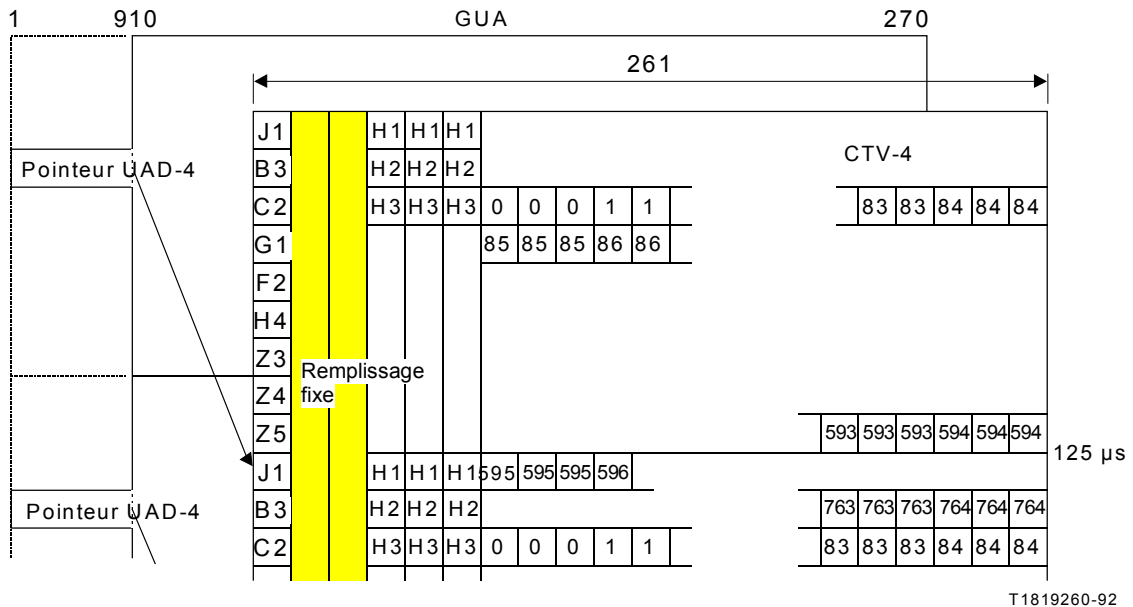 1 910 GUA 270
261
J1 H1 H1 H1
CTV-4
Pointeur UAD-4 B3 H2 H2 H2
C2 H3 H3 H3 0 0 0 1 1 83 83 84 84 84
G1 85 85 85 86 86
F2
H4
Z3
Remplissage
fixe
Z4
Z5 593 593 593 594 594 594
125 µs
J1 H1 H1 H1 595 595 595 596
Pointeur UAD-4 B3 H2 H2 H2 763 763 763 764 764 764
C2 H3 H3 H3 0 0 0 1 1 83 83 83 84 84 84
T1819260-92